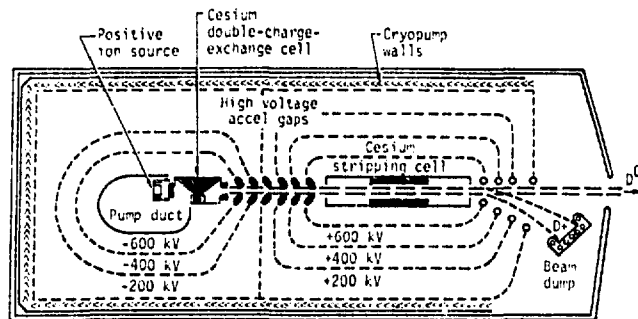 Positive
ion source
Cesium
double-charge-
exchange cell
Cryopump
walls
High voltage
accel gaps
Cesium
stripping cell
D⁰
Pump duct
D+
-600 kV
-400 kV
-200 kV
+600 kV
+400 kV
+200 kV
Beam
dump